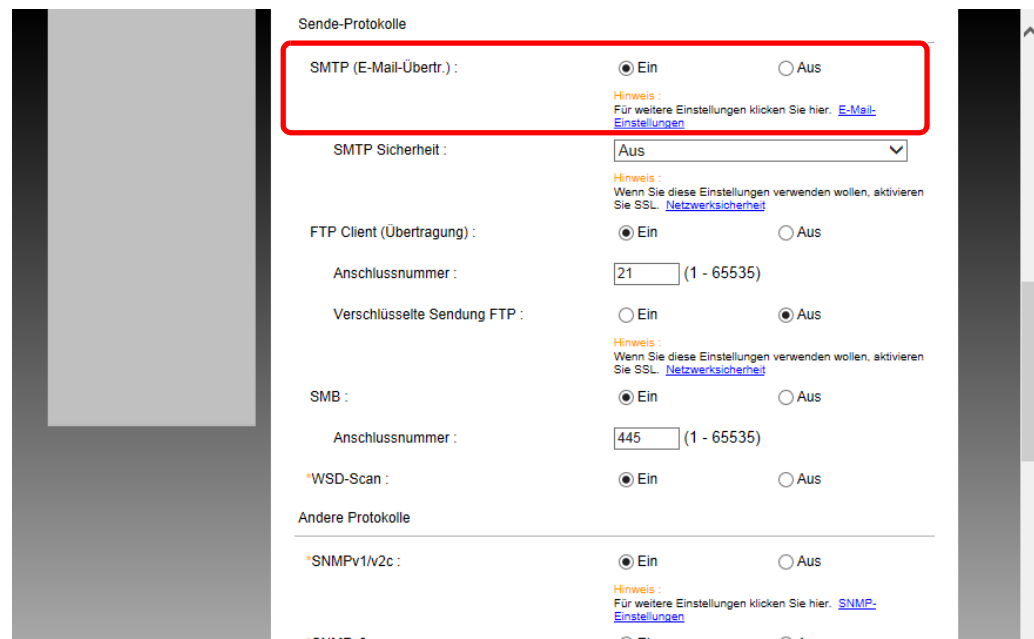 Sende-Protokolle
SMTP (E-Mail-Übertr.) : Ein Aus
Hinweis :
Für weitere Einstellungen klicken Sie hier. E-Mail-
Einstellungen
SMTP Sicherheit : Aus
Hinweis :
Wenn Sie diese Einstellungen verwenden wollen, aktivieren
Sie SSL. Netzwerksicherheit
FTP Client (Übertragung) : Ein Aus
Anschlussnummer : 21 (1 - 65535)
Verschlüsselte Sendung FTP : Ein Aus
Hinweis :
Wenn Sie diese Einstellungen verwenden wollen, aktivieren
Sie SSL. Netzwerksicherheit
SMB : Ein Aus
Anschlussnummer : 445 (1 - 65535)
*WSD-Scan : Ein Aus
Andere Protokolle
*SNMPv1/v2c : Ein Aus
Hinweis :
Für weitere Einstellungen klicken Sie hier. SNMP-
Einstellungen